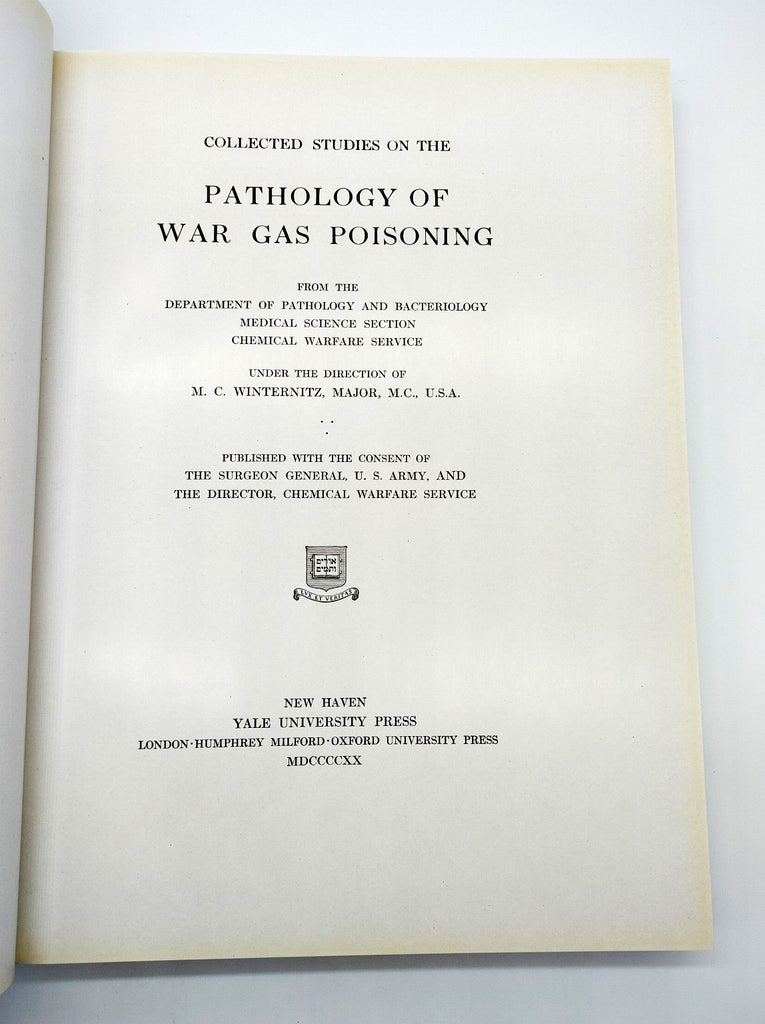 COLLECTED STUDIES ON THE
PATHOLOGY OF
WAR GAS POISONING
FROM THE
DEPARTMENT OF PATHOLOGY AND BACTERIOLOGY
MEDICAL SCIENCE SECTION
CHEMICAL WARFARE SERVICE
UNDER THE DIRECTION OF
M. C. WINTERNITZ, MAJOR, M.C., U.S.A.
PUBLISHED WITH THE CONSENT OF
THE SURGEON GENERAL, U. S. ARMY, AND
THE DIRECTOR, CHEMICAL WARFARE SERVICE
אורים
ותמים
LVX ET VERITAS
NEW HAVEN
YALE UNIVERSITY PRESS
LONDON·HUMPHREY MILFORD·OXFORD UNIVERSITY PRESS
MDCCCCXX